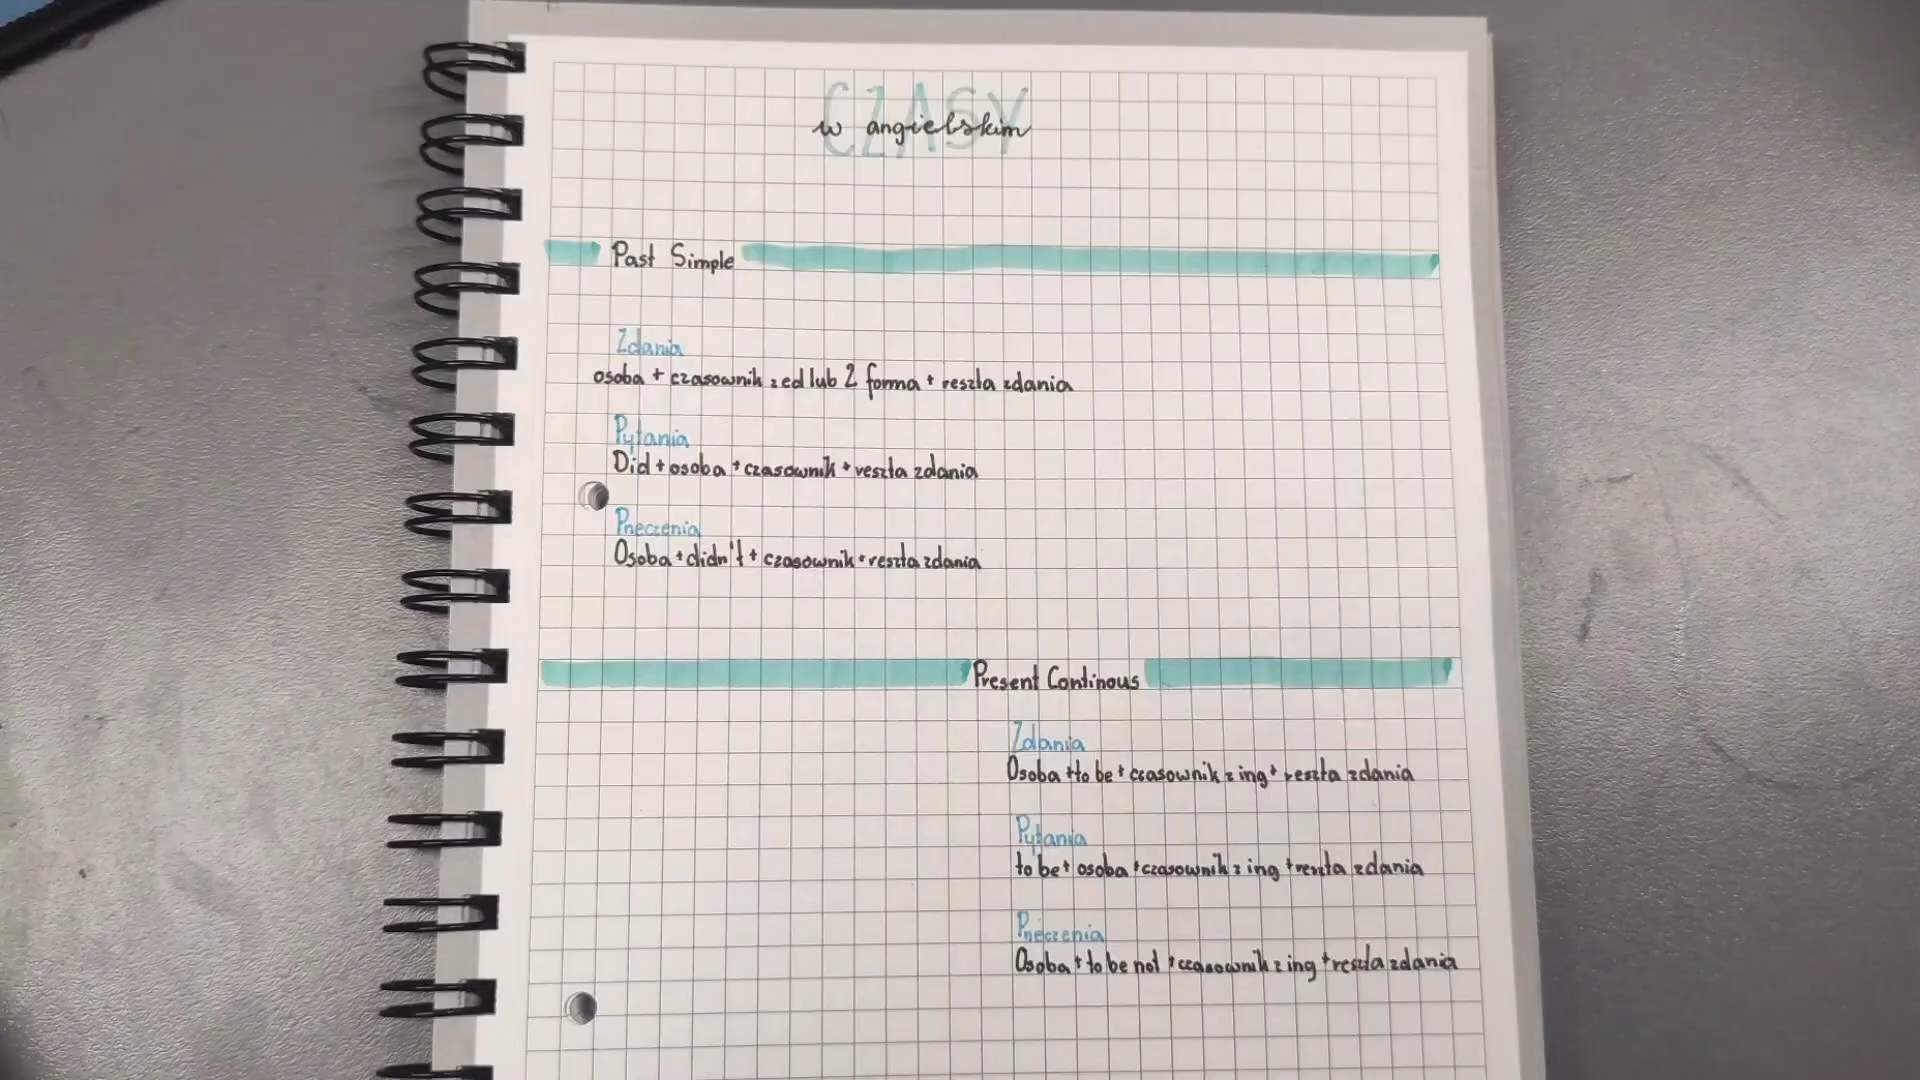 CZASY
w angielskim
Past Simple
Zdania
osoba + czasownik z ed lub 2 forma + reszta zdania
Pytania
Did + osoba + czasownik + reszta zdania
Przeczenia
Osoba + didn't + czasownik + reszta zdania
Present Continous
Zdania
Osoba + to be + czasownik z ing + reszta zdania
Pytania
to be + osoba + czasownik z ing + reszta zdania
Przeczenia
Osoba + to be not + czasownik z ing + reszta zdania